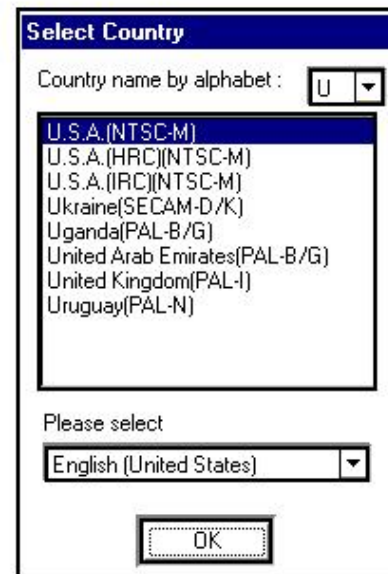 Select Country
Country name by alphabet : U
U.S.A.(NTSC-M)
U.S.A.(HRC)(NTSC-M)
U.S.A.(IRC)(NTSC-M)
Ukraine(SECAM-D/K)
Uganda(PAL-B/G)
United Arab Emirates(PAL-B/G)
United Kingdom(PAL-I)
Uruguay(PAL-N)
Please select
English (United States)
OK